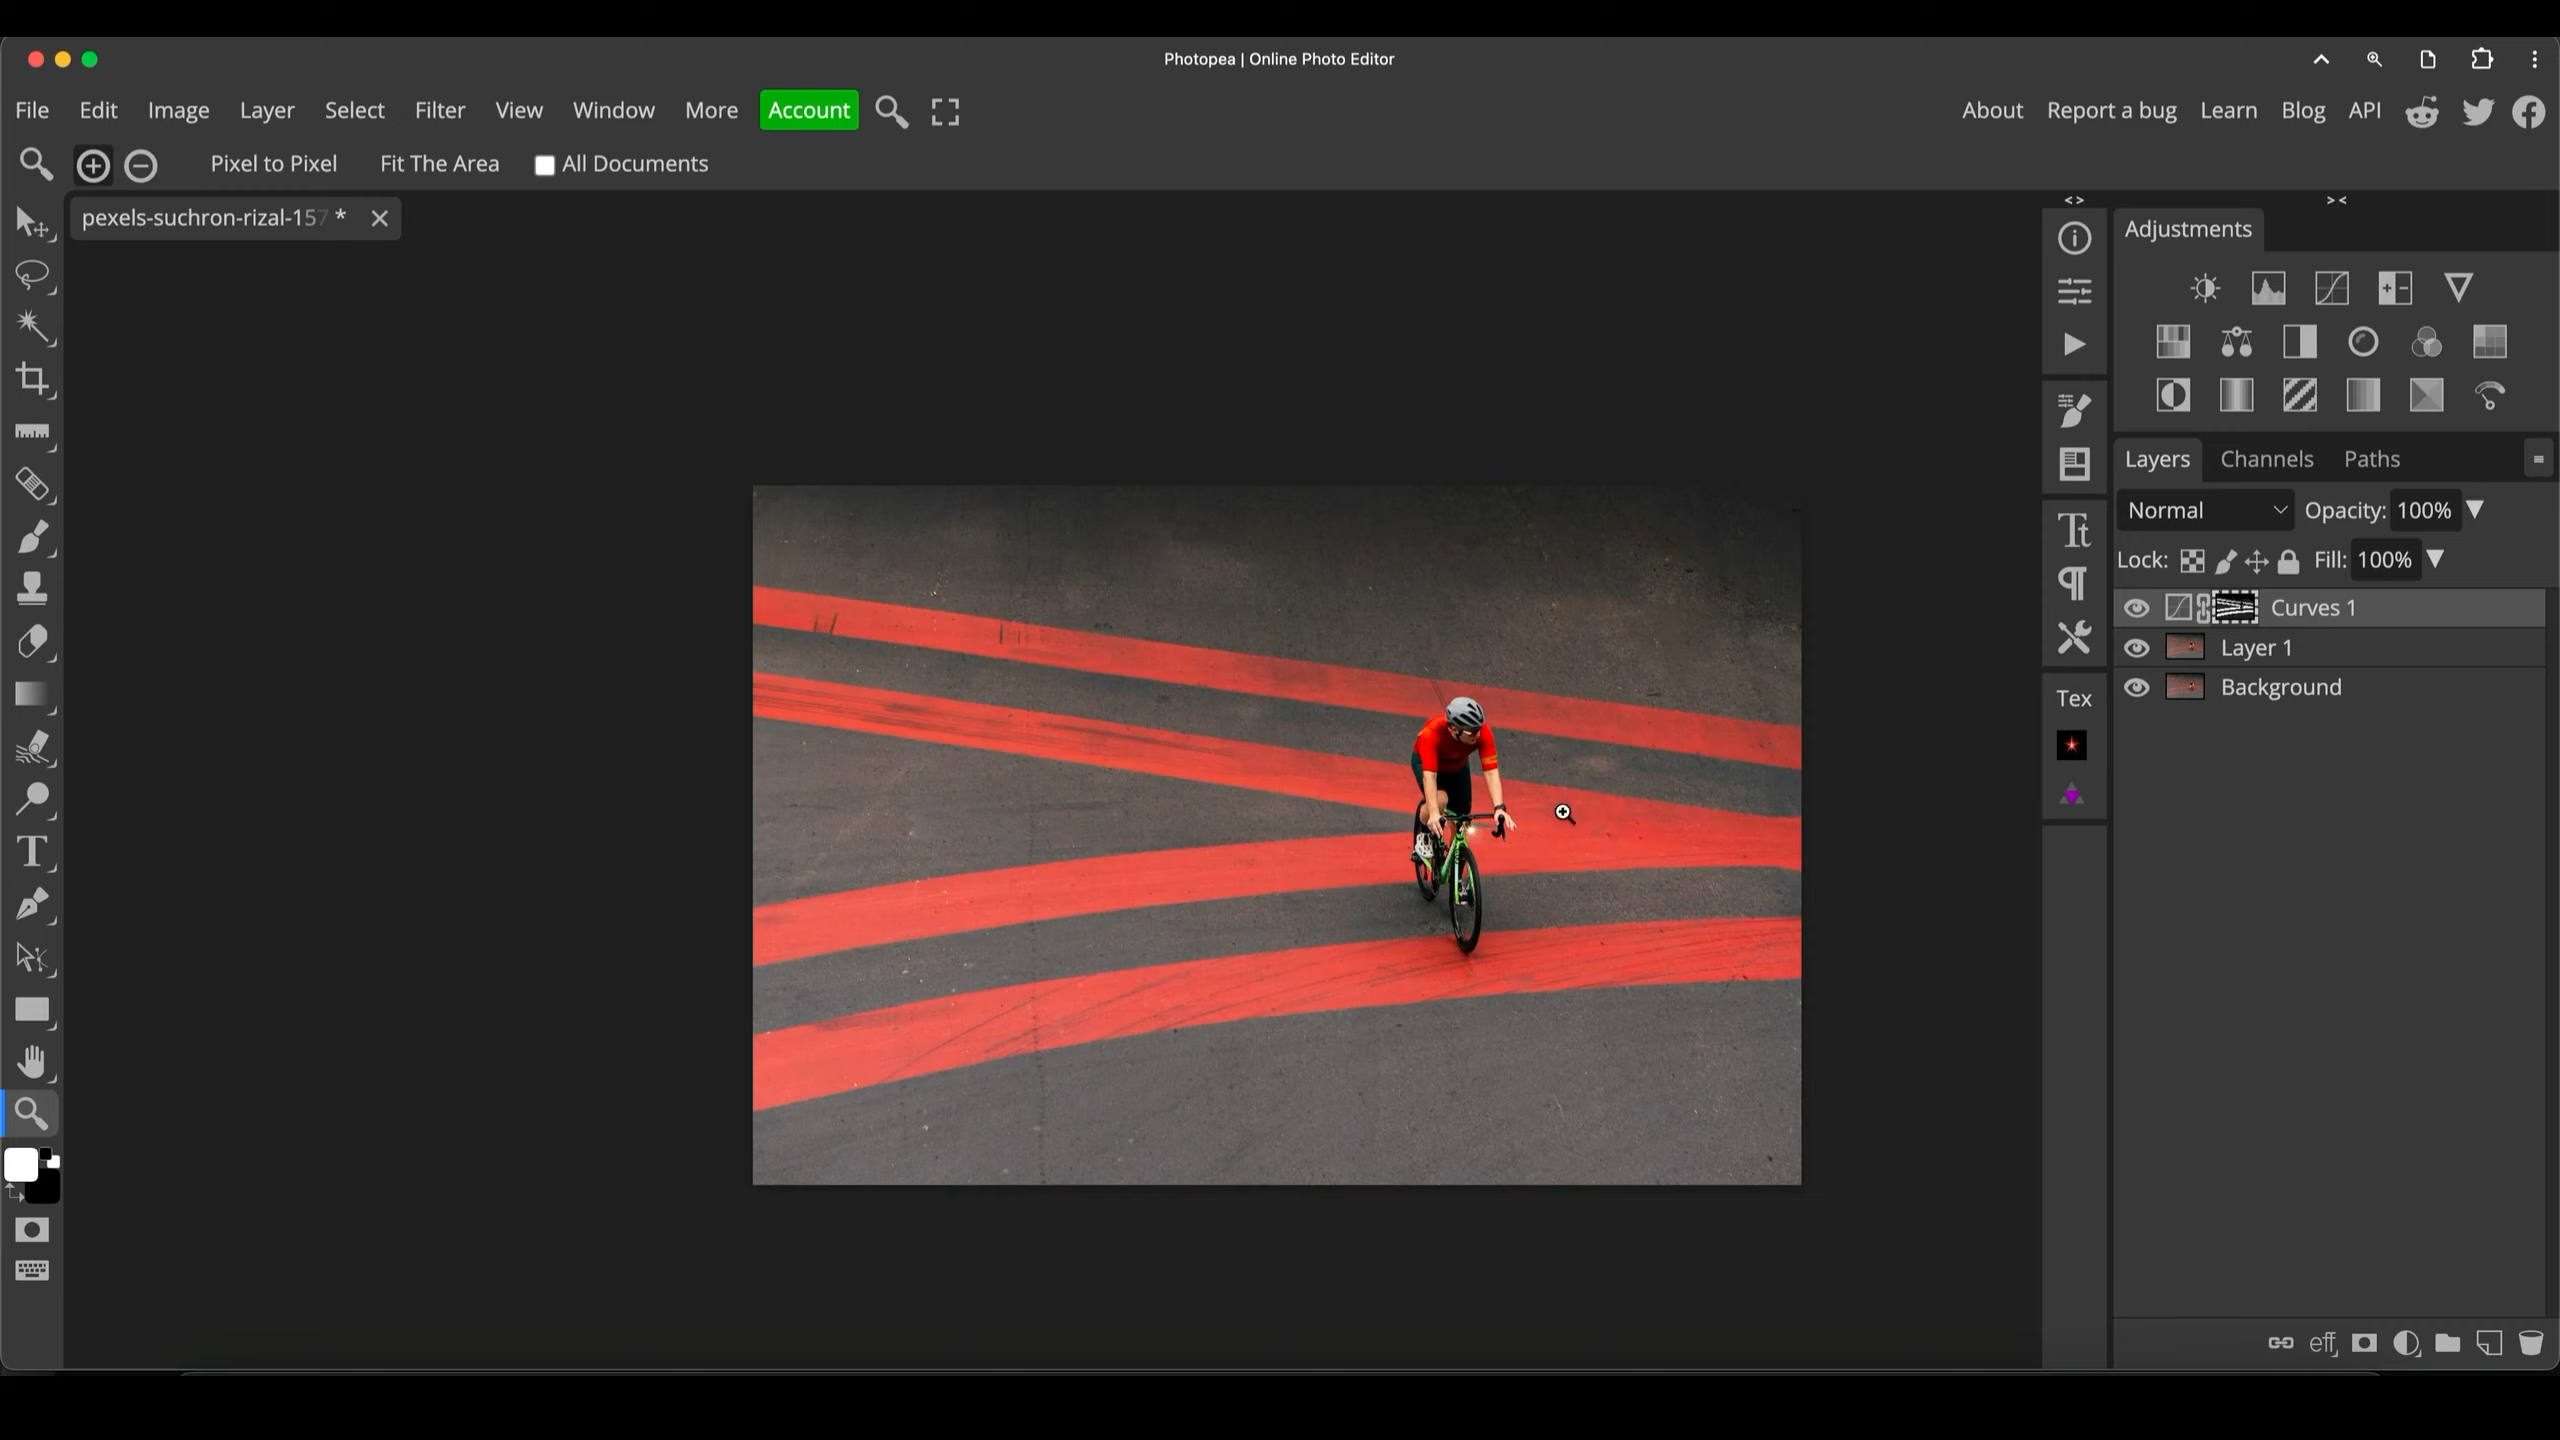 Photopea | Online Photo Editor
File Edit Image Layer Select Filter View Window More Account About Report a bug Learn Blog API
Pixel to Pixel Fit The Area All Documents
pexels-suchron-rizal-157 *
Adjustments
Layers Channels Paths
Normal Opacity: 100%
Lock: Fill: 100%
Curves 1
Layer 1
Background
Tex
eff